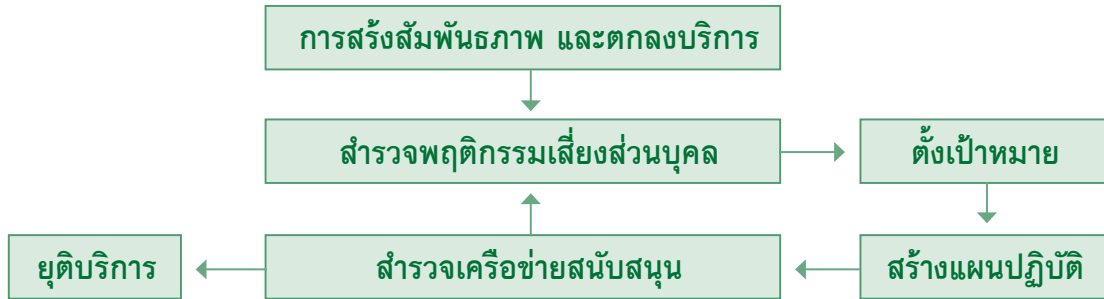 การสร้งสัมพันธภาพ และตกลงบริการ
สำรวจพฤติกรรมเสี่ยงส่วนบุคคล
ตั้งเป้าหมาย
ยุติบริการ
สำรวจเครือข่ายสนับสนุน
สร้างแผนปฏิบัติ